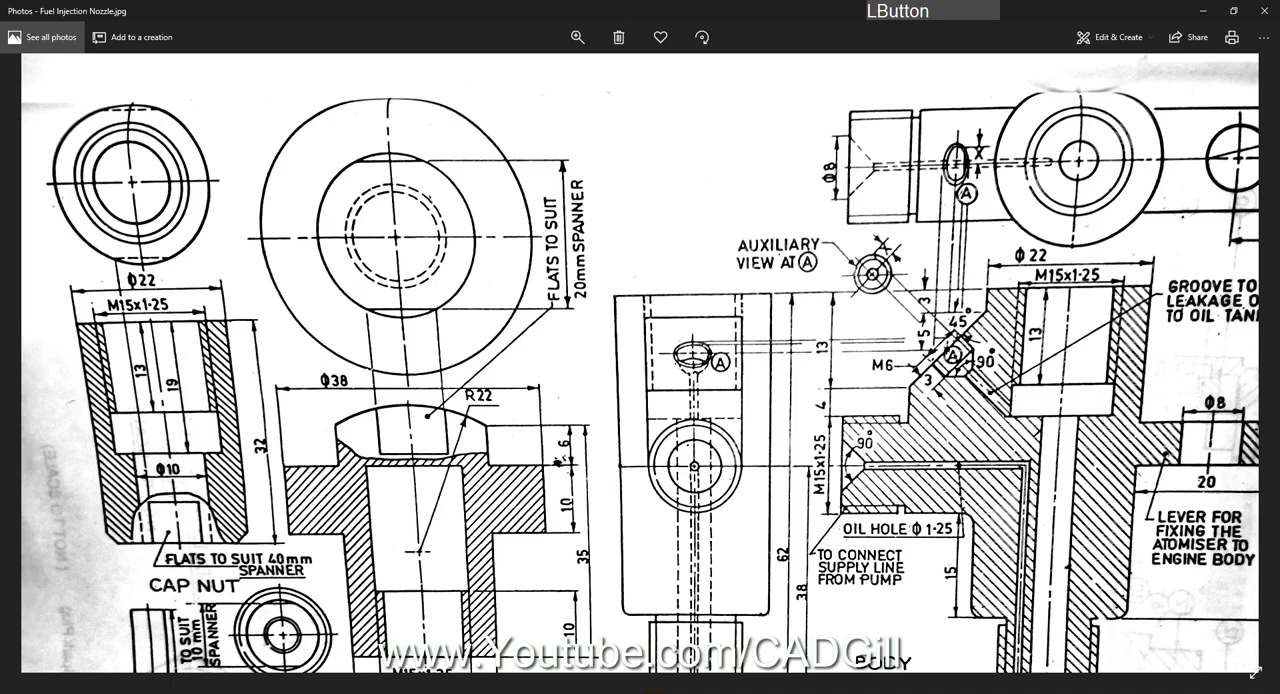 Photos - Fuel Injection Nozzle.jpg
LButton
See all photos
Add to a creation
Edit & Create
Share
Φ22
M15x1·25
13
19
32
Φ10
FLATS TO SUIT 40mm
SPANNER
CAP NUT
TO SUIT
10 mm
SPANNER
FLATS TO SUIT
20mm SPANNER
Φ38
R22
6
10
35
10
M15x1·25
A
62
38
13
4
Φ8
X
A
AUXILIARY
VIEW AT A
X
3
5
45°
A
90°
M6
3
Φ22
M15x1·25
13
GROOVE TO
LEAKAGE O
TO OIL TAN
Φ8
20
M15x1·25
90°
OIL HOLE Φ 1·25
TO CONNECT
SUPPLY LINE
FROM PUMP
15
LEVER FOR
FIXING THE
ATOMISER TO
ENGINE BODY
BODY
www.Youtube.com/CADGill